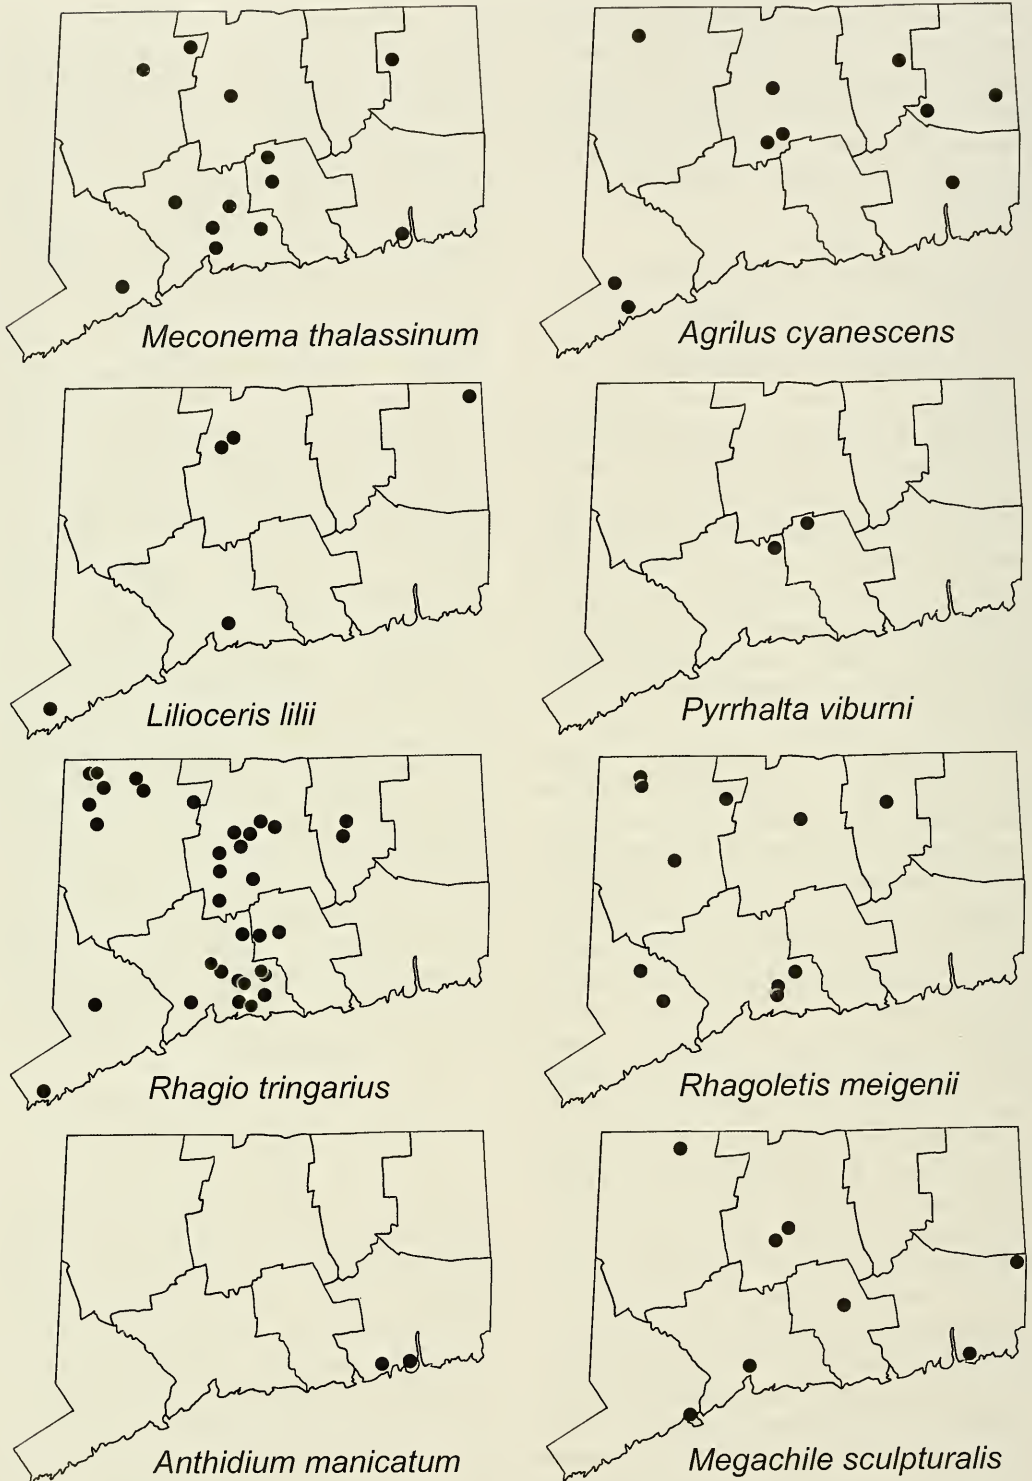 Meconema thalassinum
Agrilus cyanescens
Lilioceris lilii
Pyrrhalta viburni
Rhagio tringarius
Rhagoletis meigenii
Anthidium manicatum
Megachile sculpturalis